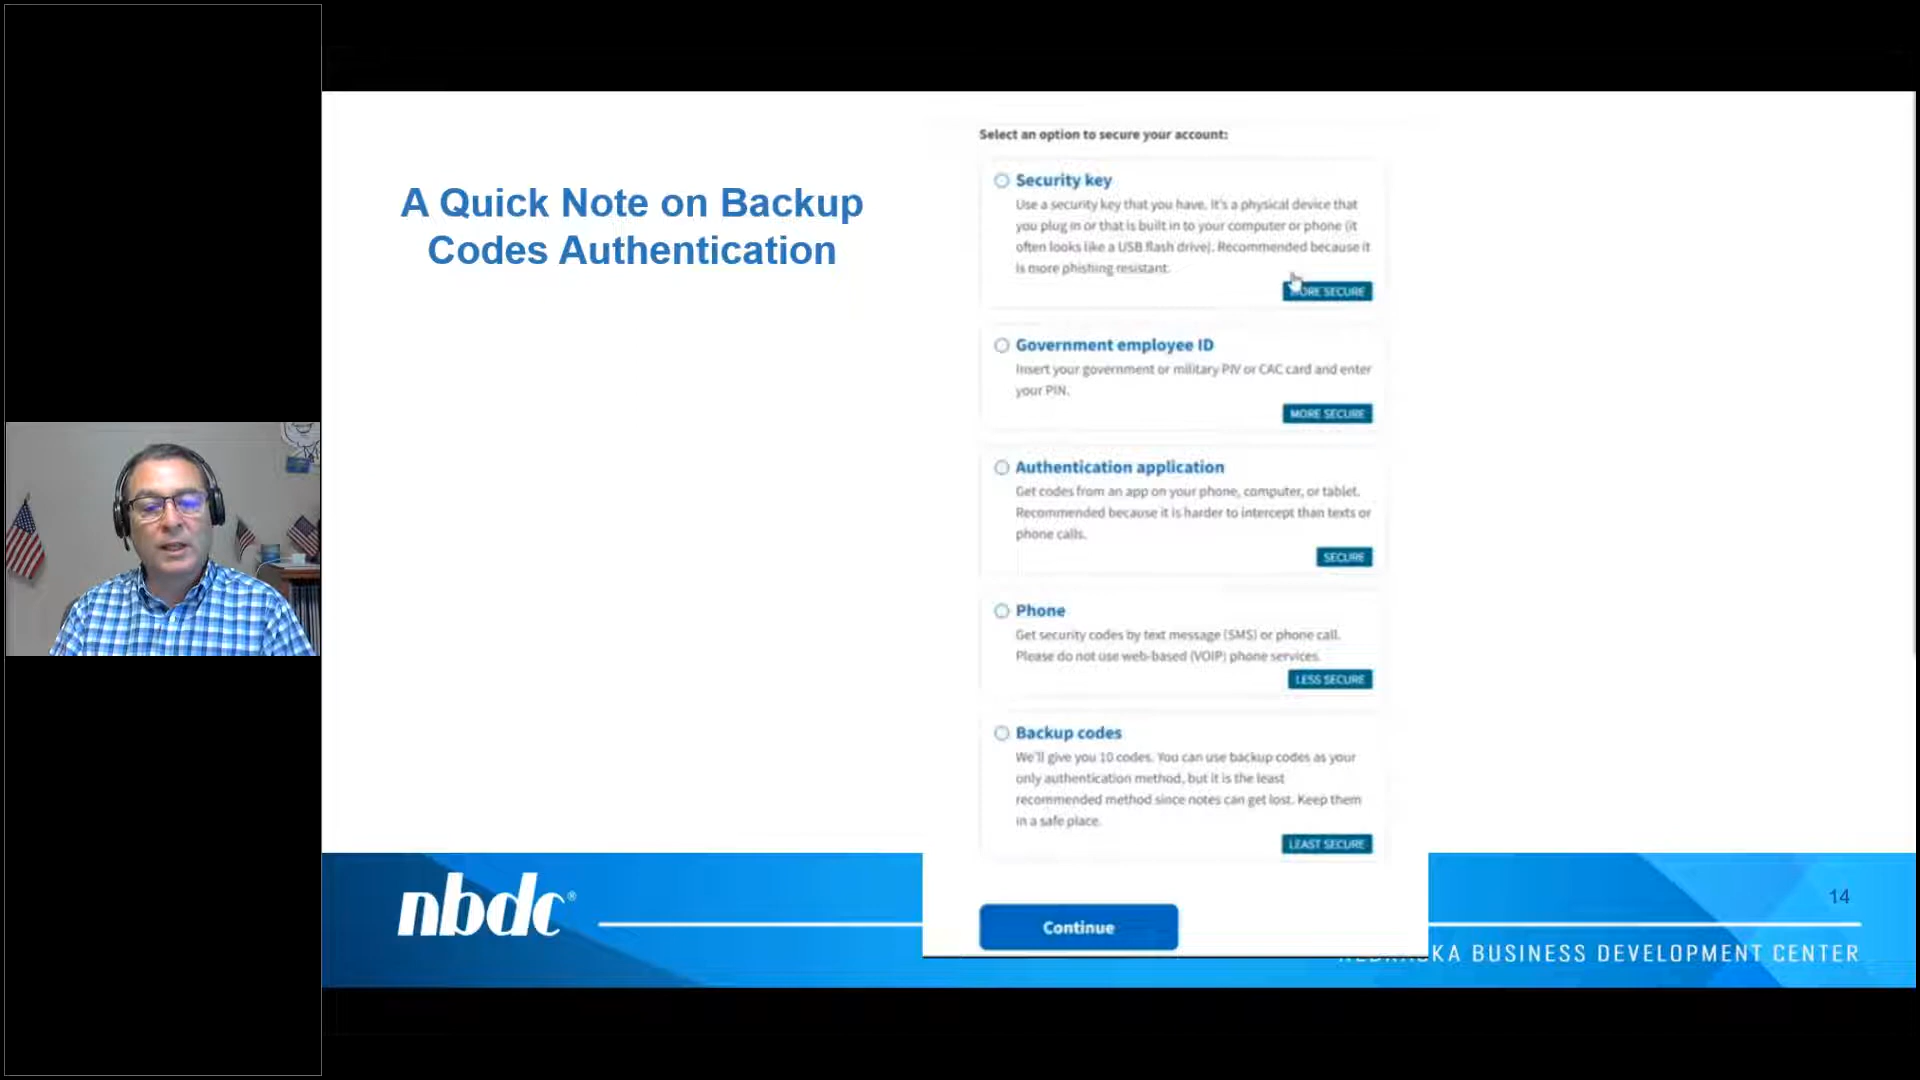 A Quick Note on Backup
Codes Authentication
Select an option to secure your account:
Security key
Use a security key that you have. It's a physical device that
you plug in or that is built in to your computer or phone (it
often looks like a USB flash drive). Recommended because it
is more phishing resistant.
MORE SECURE
Government employee ID
Insert your government or military PIV or CAC card and enter
your PIN.
MORE SECURE
Authentication application
Get codes from an app on your phone, computer, or tablet.
Recommended because it is harder to intercept than texts or
phone calls.
SECURE
Phone
Get security codes by text message (SMS) or phone call.
Please do not use web-based (VOIP) phone services.
LESS SECURE
Backup codes
We'll give you 10 codes. You can use backup codes as your
only authentication method, but it is the least
recommended method since notes can get lost. Keep them
in a safe place.
LEAST SECURE
Continue
nbdc®
14
KA BUSINESS DEVELOPMENT CENTER